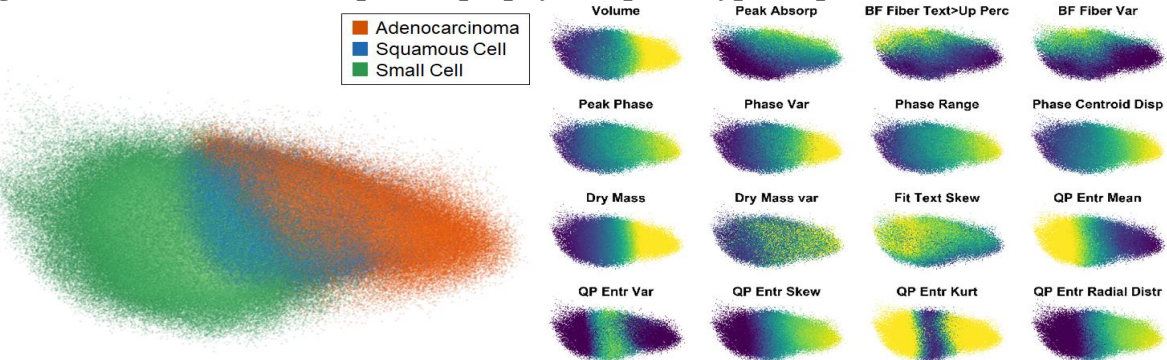 Adenocarcinoma
Squamous Cell
Small Cell
Volume
Peak Absorp
BF Fiber Text>Up Perc
BF Fiber Var
Peak Phase
Phase Var
Phase Range
Phase Centroid Disp
Dry Mass
Dry Mass var
Fit Text Skew
QP Entr Mean
QP Entr Var
QP Entr Skew
QP Entr Kurt
QP Entr Radial Distr